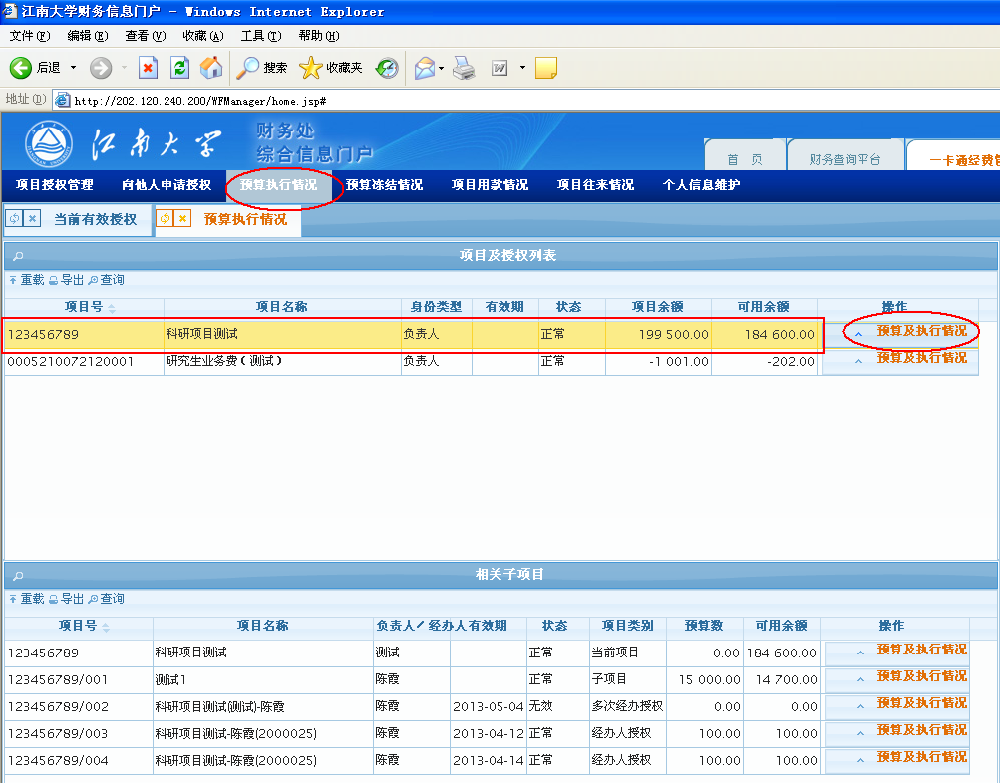 江南大学财务信息门户 - Windows Internet Explorer
文件(F) 编辑(E) 查看(V) 收藏(A) 工具(T) 帮助(H)
后退 搜索 收藏夹
地址(D) http://202.120.240.200/WFManager/home.jsp#
江南大学 财务处
综合信息门户
首 页 财务查询平台 一卡通经费管
项目授权管理 向他人申请授权 预算执行情况 预算冻结情况 项目用款情况 项目往来情况 个人信息维护
当前有效授权 预算执行情况
项目及授权列表
重载 导出 查询
项目号 项目名称 身份类型 有效期 状态 项目余额 可用余额 操作
123456789 科研项目测试 负责人 正常 199 500.00 184 600.00 预算及执行情况
0005210072120001 研究生业务费(测试) 负责人 正常 -1 001.00 -202.00 预算及执行情况
相关子项目
重载 导出 查询
项目号 项目名称 负责人/经办人 有效期 状态 项目类别 预算数 可用余额 操作
123456789 科研项目测试 测试 正常 当前项目 0.00 184 600.00 预算及执行情况
123456789/001 测试1 陈霞 正常 子项目 15 000.00 14 700.00 预算及执行情况
123456789/002 科研项目测试(测试)-陈霞 陈霞 2013-05-04 无效 多次经办授权 0.00 0.00 预算及执行情况
123456789/003 科研项目测试-陈霞(2000025) 陈霞 2013-04-12 正常 经办人授权 100.00 100.00 预算及执行情况
123456789/004 科研项目测试-陈霞(2000025) 陈霞 2013-04-14 正常 经办人授权 100.00 100.00 预算及执行情况